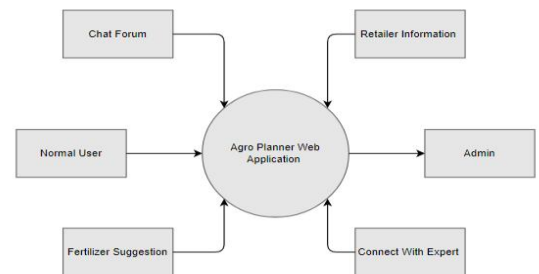 Chat Forum
Retailer Information
Agro Planner Web
Application
Normal User
Admin
Fertilizer Suggestion
Connect With Expert